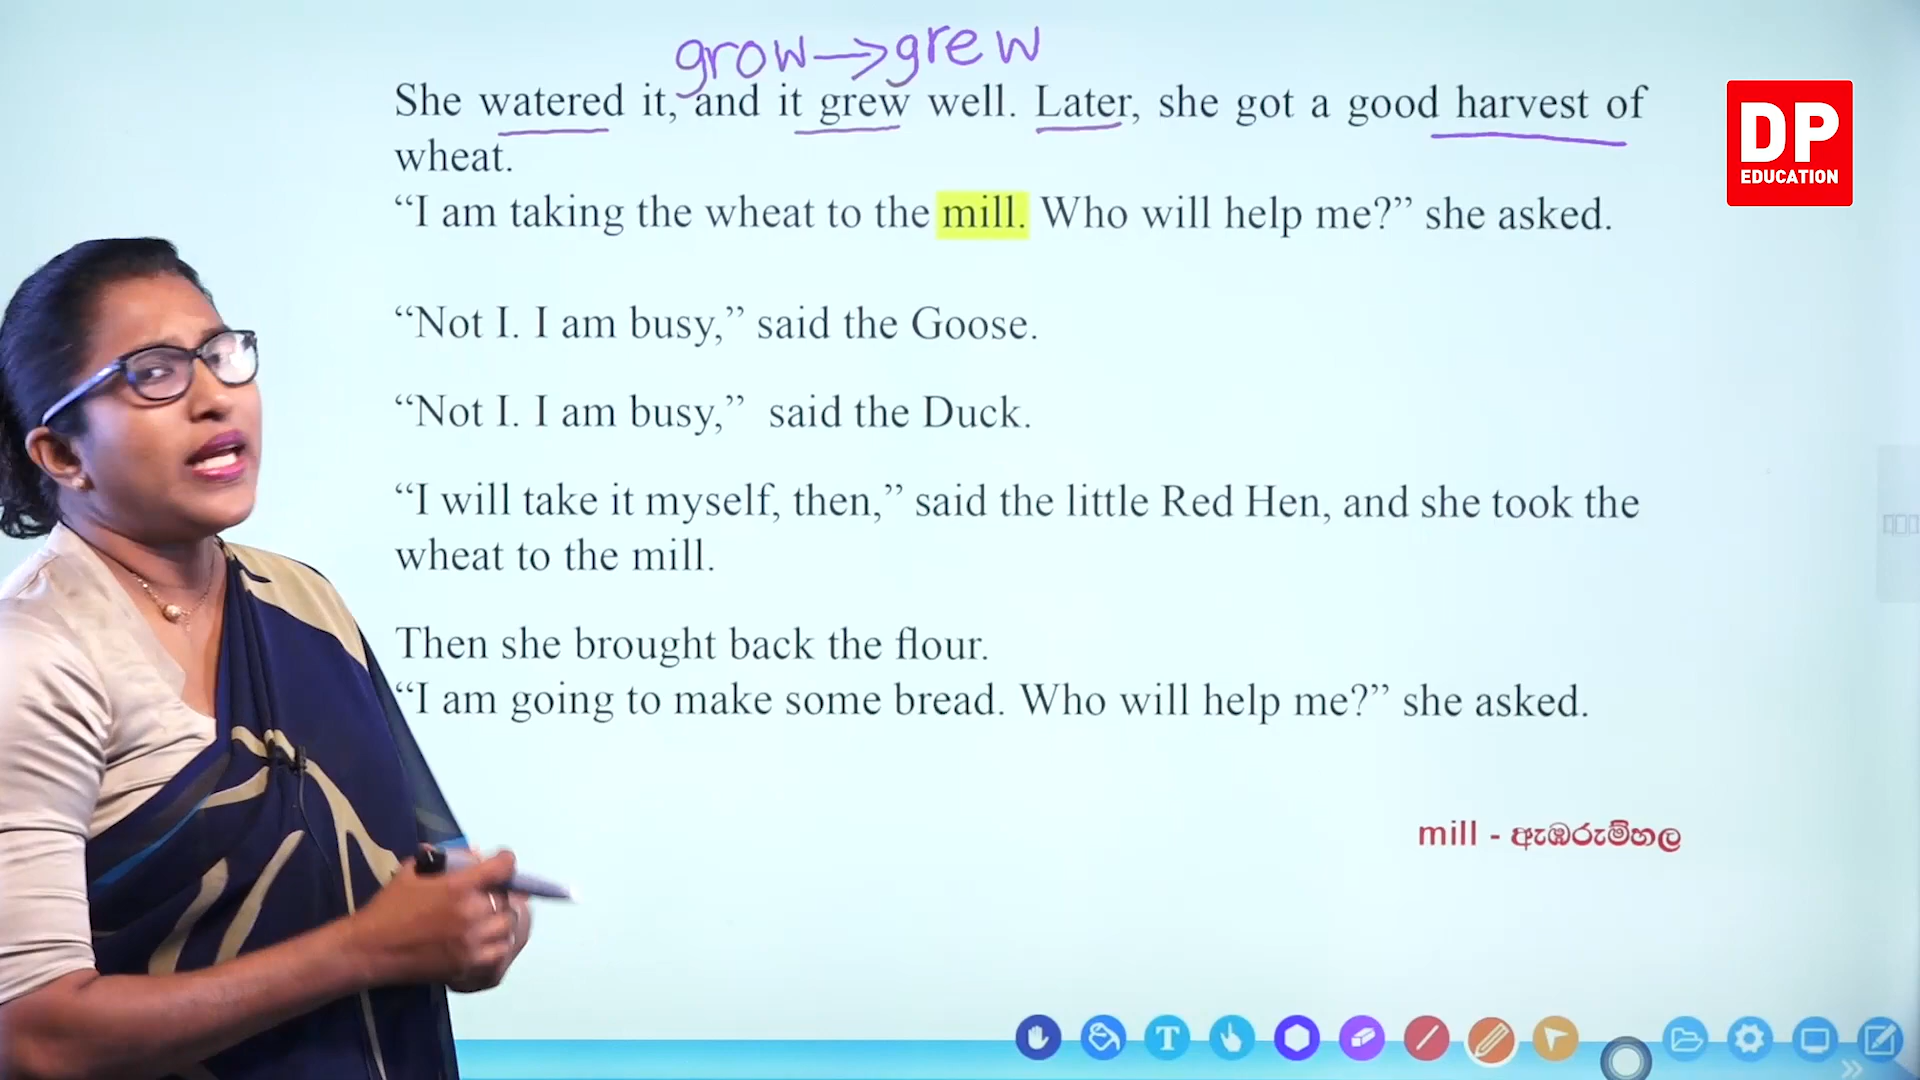 grow → grew
She watered it, and it grew well. Later, she got a good harvest of
wheat.
“I am taking the wheat to the mill. Who will help me?” she asked.
“Not I. I am busy,” said the Goose.
“Not I. I am busy,” said the Duck.
“I will take it myself, then,” said the little Red Hen, and she took the
wheat to the mill.
Then she brought back the flour.
“I am going to make some bread. Who will help me?” she asked.
mill - ඇඹරුම්හල
DP
EDUCATION